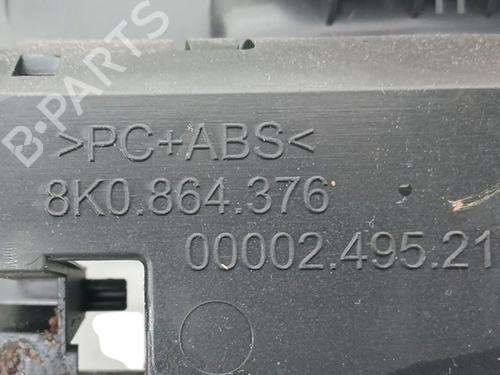 B-PARTS
>PC+ABS<
8K0.864.376
00002.495.21